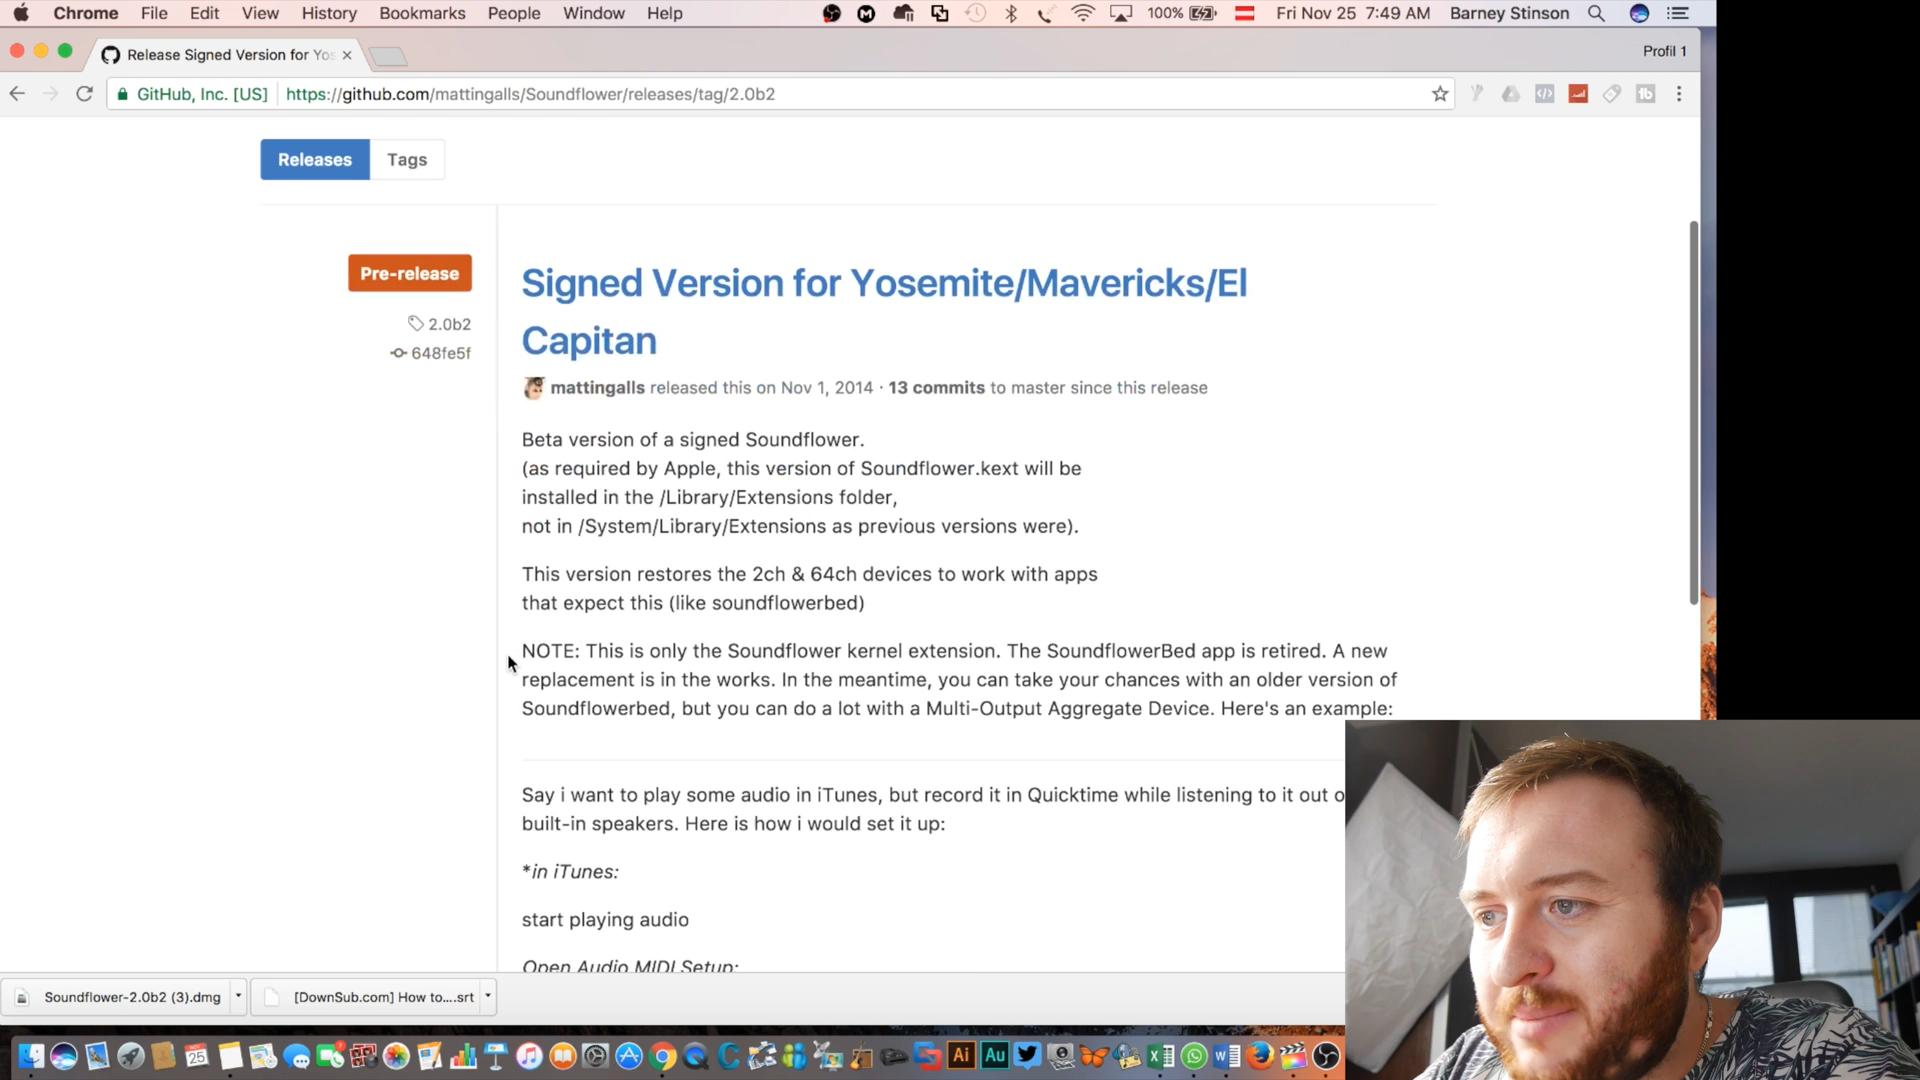 Chrome File Edit View History Bookmarks People Window Help 100% Fri Nov 25 7:49 AM Barney Stinson
Release Signed Version for Yos Profil 1
GitHub, Inc. [US] https://github.com/mattingalls/Soundflower/releases/tag/2.0b2
Releases Tags
Pre-release
2.0b2
648fe5f
Signed Version for Yosemite/Mavericks/El
Capitan
mattingalls released this on Nov 1, 2014 · 13 commits to master since this release
Beta version of a signed Soundflower.
(as required by Apple, this version of Soundflower.kext will be
installed in the /Library/Extensions folder,
not in /System/Library/Extensions as previous versions were).
This version restores the 2ch & 64ch devices to work with apps
that expect this (like soundflowerbed)
NOTE: This is only the Soundflower kernel extension. The SoundflowerBed app is retired. A new
replacement is in the works. In the meantime, you can take your chances with an older version of
Soundflowerbed, but you can do a lot with a Multi-Output Aggregate Device. Here's an example:
Say i want to play some audio in iTunes, but record it in Quicktime while listening to it out o
built-in speakers. Here is how i would set it up:
*in iTunes:
start playing audio
Open Audio MIDI Setup:
Soundflower-2.0b2 (3).dmg [DownSub.com] How to....srt
25 Ai Au